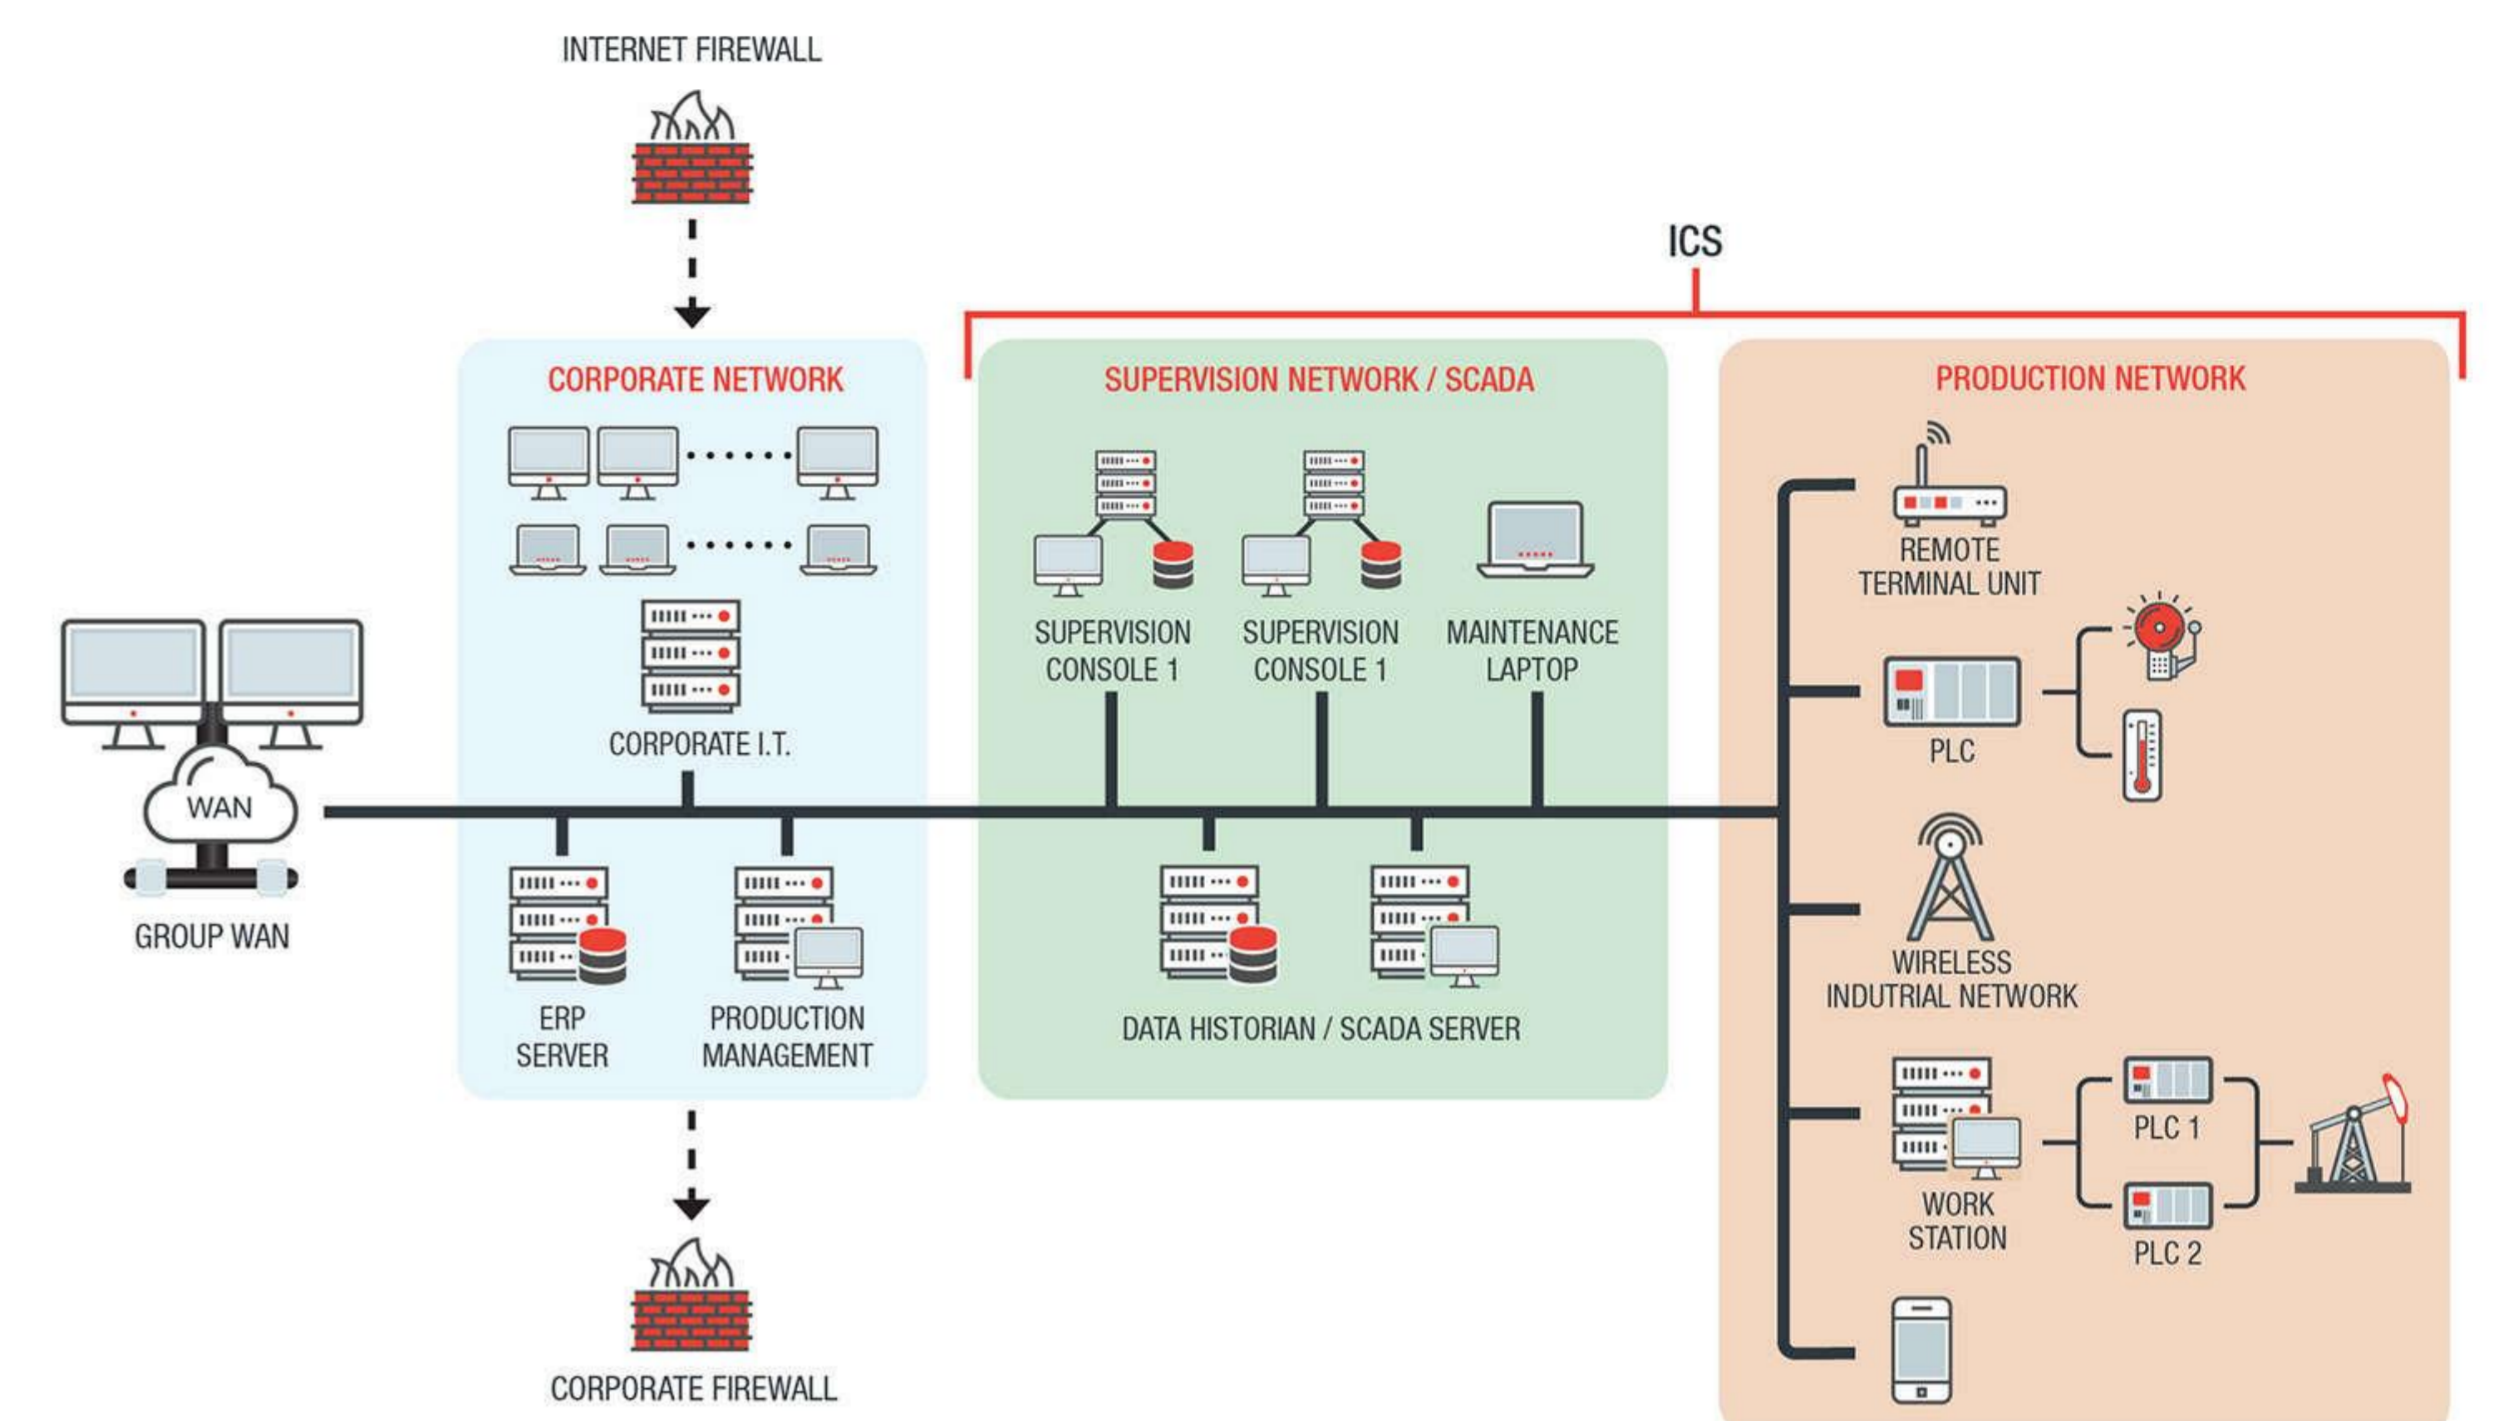 INTERNET FIREWALL
ICS
CORPORATE NETWORK
SUPERVISION NETWORK / SCADA
PRODUCTION NETWORK
REMOTE
TERMINAL UNIT
SUPERVISION
CONSOLE 1
SUPERVISION
CONSOLE 1
MAINTENANCE
LAPTOP
CORPORATE I.T.
PLC
WAN
GROUP WAN
WIRELESS
INDUTRIAL NETWORK
ERP
SERVER
PRODUCTION
MANAGEMENT
DATA HISTORIAN / SCADA SERVER
PLC 1
WORK
STATION
PLC 2
CORPORATE FIREWALL